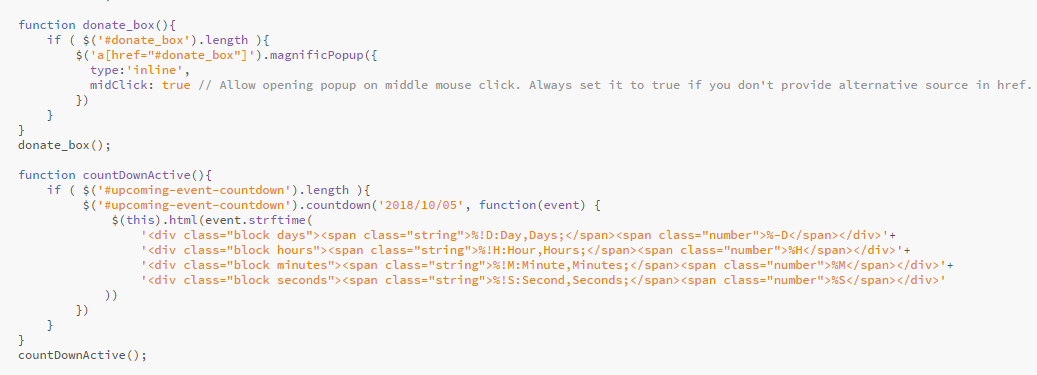 function donate_box(){
    if ( $('#donate_box').length ){
        $('a[href="#donate_box"]').magnificPopup({
          type:'inline',
          midClick: true // Allow opening popup on middle mouse click. Always set it to true if you don't provide alternative source in href.
        })
    }
}
donate_box();

function countDownActive(){
    if ( $('#upcoming-event-countdown').length ){
         $('#upcoming-event-countdown').countdown('2018/10/05', function(event) {
             $(this).html(event.strftime(
                 '<div class="block days"><span class="string">%!D:Day,Days;</span><span class="number">%-D</span></div>'+
                 '<div class="block hours"><span class="string">%!H:Hour,Hours;</span><span class="number">%H</span></div>'+
                 '<div class="block minutes"><span class="string">%!M:Minute,Minutes;</span><span class="number">%M</span></div>'+
                 '<div class="block seconds"><span class="string">%!S:Second,Seconds;</span><span class="number">%S</span></div>'
            ))
        })
    }
}
countDownActive();